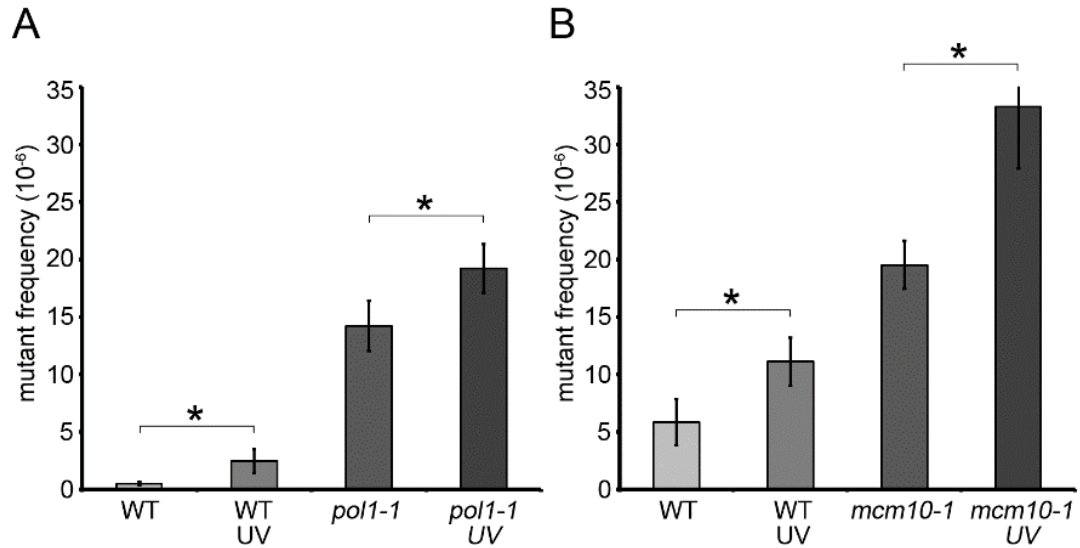 A
mutant frequency (10⁻⁶)
35
30
25
20
15
10
5
0
*
*
WT
WT
UV
pol1-1
pol1-1
UV
B
mutant frequency (10⁻⁶)
35
30
25
20
15
10
5
0
*
*
WT
WT
UV
mcm10-1
mcm10-1
UV